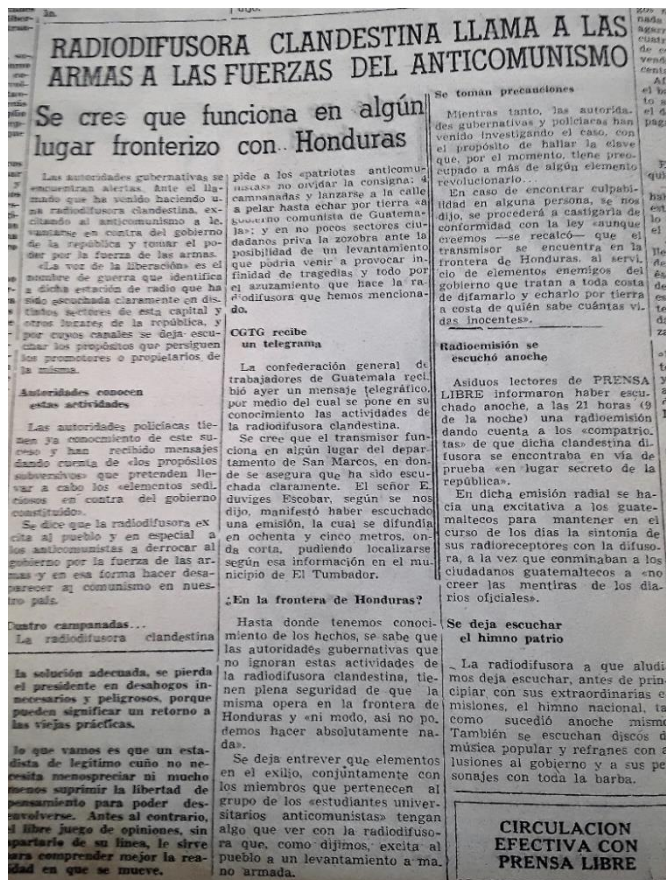 RADIODIFUSORA CLANDESTINA LLAMA A LAS
ARMAS A LAS FUERZAS DEL ANTICOMUNISMO
Se cres que funciona en algún
lugar fronterizo con Honduras
Las autoridades gubernativas se
encuentran alertas. Ante el lla-
mado que ha venido haciendo u-
na radiodifusora clandestina, ex-
citando al anticomunismo a le-
vantarse en contra del gobierno
de la república y tomar el po-
der por la fuerza de las armas.
«La voz de la liberación» es el
nombre de guerra que identifica
a dicha estación de radio que ha
sido escuchada claramente en dis-
tintos sectores de esta capital y
otros lugares de la república, y
por cuyos canales se deja escu-
char los propósitos que persiguen
los promotores o propietarios de
la misma.
Autoridades conocen
estas actividades
Las autoridades policíacas tie-
nen ya conocimiento de este su-
ceso y han recibido mensajes
dando cuenta de «los propósitos
subversivos» que pretenden lle-
var a cabo los «elementos sedi-
ciosos en contra del gobierno
constituido».
Se dice que la radiodifusora ex
cita al pueblo y en especial a
los anticomunistas a derrocar al
gobierno por la fuerza de las ar-
mas y en esa forma hacer desa-
parecer al comunismo en nues-
tro país.
Cuatro campanadas...
La radiodifusora clandestina
pide a los «patriotas anticomu-
nistas» no olvidar la consigna: 4
campanadas y lanzarse a la calle
a pelar hasta echar por tierra «a
gobierno comunista de Guatema-
la»; y en no pocos sectores ciu-
dadanos priva la zozobra ante la
posibilidad de un levantamiento
que podría venir a provocar in-
finidad de tragedias y todo por
el azuzamiento que hace la ra-
diodifusora que hemos menciona-
do.
CGTG recibe
un telegrama
La confederación general de
trabajadores de Guatemala reci
bió ayer un mensaje telegráfico,
por medio del cual se pone en
su conocimiento las actividades de
la radiodifusora clandestina.
Se cree que el transmisor fun-
ciona en algún lugar del depar-
tamento de San Marcos, en don-
de se asegura que ha sido escu-
chada claramente. El señor E.
duviges Escobar, según se nos
dijo, manifestó haber escuchado
una emisión, la cual se difundía
en ochenta y cinco metros, on-
da corta, pudiendo localizarse
según esa información en el mu-
nicipio de El Tumbador.
¿En la frontera de Honduras?
Hasta donde tenemos conoci-
miento de los hechos, se sabe que
las autoridades gubernativas que
no ignoran estas actividades de
la radiodifusora clandestina, tie-
nen plena seguridad de que la
misma opera en la frontera de
Honduras y «ni modo, así no po-
demos hacer absolutamente na-
da».
Se deja entrever que elementos
en el exilio, conjúntamente con
los miembros que pertenecen al
grupo de los «estudiantes univer-
sitarios anticomunistas» tengan
algo que ver con la radiodifuso-
ra que, como dijimos, excita al
pueblo a un levantamiento a ma.
no armada.
Se toman precauciones
Mientras tanto, las autorida-
des gubernativas y policíacas han
venido investigando el caso, con
el propósito de hallar la clave
que, por el momento, tiene preo-
cupado a más de algún elemento
revolucionario...
En caso de encontrar culpabi-
lidad en alguna persona, se nos
dijo, se procederá a castigarla de
conformidad con la ley «aunque
creemos —se recalcó— que el
transmisor se encuentra en la
frontera de Honduras, al servi-
cio de elementos enemigos del
gobierno que tratan a toda costa
de difamarlo y echarlo por tierra
a costa de quién sabe cuántas vi-
das inocentes».
Radioemisión se
escuchó anoche
Asiduos lectores de PRENSA
LIBRE informaron haber escu-
chado anoche, a las 21 horas (9
de la noche) una radioemisión
dando cuenta a los «compatrio-
tas» de que dicha clandestina di-
fusora se encontraba en vía de
prueba «en lugar secreto de la
república».
En dicha emisión radial se ha-
cía una excitativa a los guate-
maltecos para mantener en el
curso de los días la sintonía de
sus radioreceptores con la difuso-
ra, a la vez que conminaban a los
ciudadanos guatemaltecos a «no
creer las mentiras de los dia-
rios oficiales».
Se deja escuchar
el himno patrio
La radiodifusora a que aludi-
mos deja escuchar, antes de prin-
cipiar con sus extraordinarias e
misiones, el himno nacional, ta
como sucedió anoche mismo
También se escuchan discos d
música popular y refranes con a
lusiones al gobierno y a sus pe
sonajes con toda la barba.
la solución adecuada, se pierda
el presidente en desahogos in-
necesarios y peligrosos, porque
pueden significar un retorno a
las viejas prácticas.
lo que vamos es que un esta-
dista de legítimo cuño no ne-
cesita menospreciar ni mucho
menos suprimir la libertad de
pensamiento para poder des-
envolverse. Antes al contrario,
el libre juego de opiniones, sin
apartarlo de su línea, le sirve
para comprender mejor la rea-
lidad en que se mueve.
CIRCULACION
EFECTIVA CON
PRENSA LIBRE